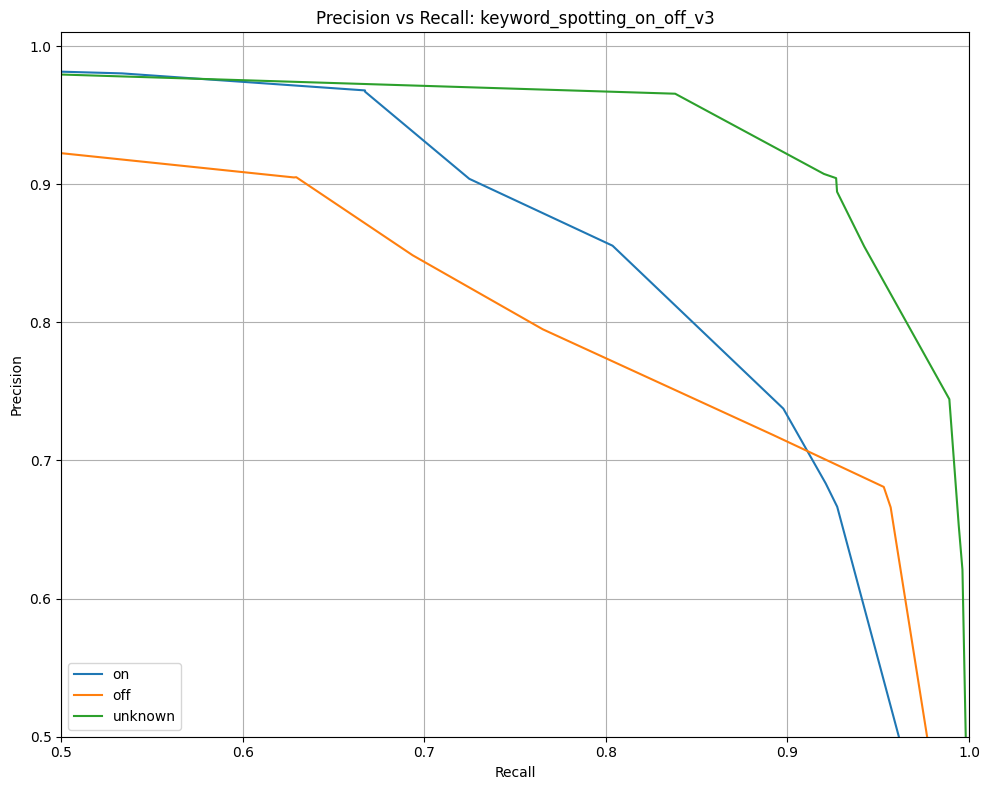 Precision vs Recall: keyword_spotting_on_off_v3
1.0
0.9
0.8
0.7
0.6
0.5
Precision
on
off
unknown
0.5 0.6 0.7 0.8 0.9 1.0
Recall